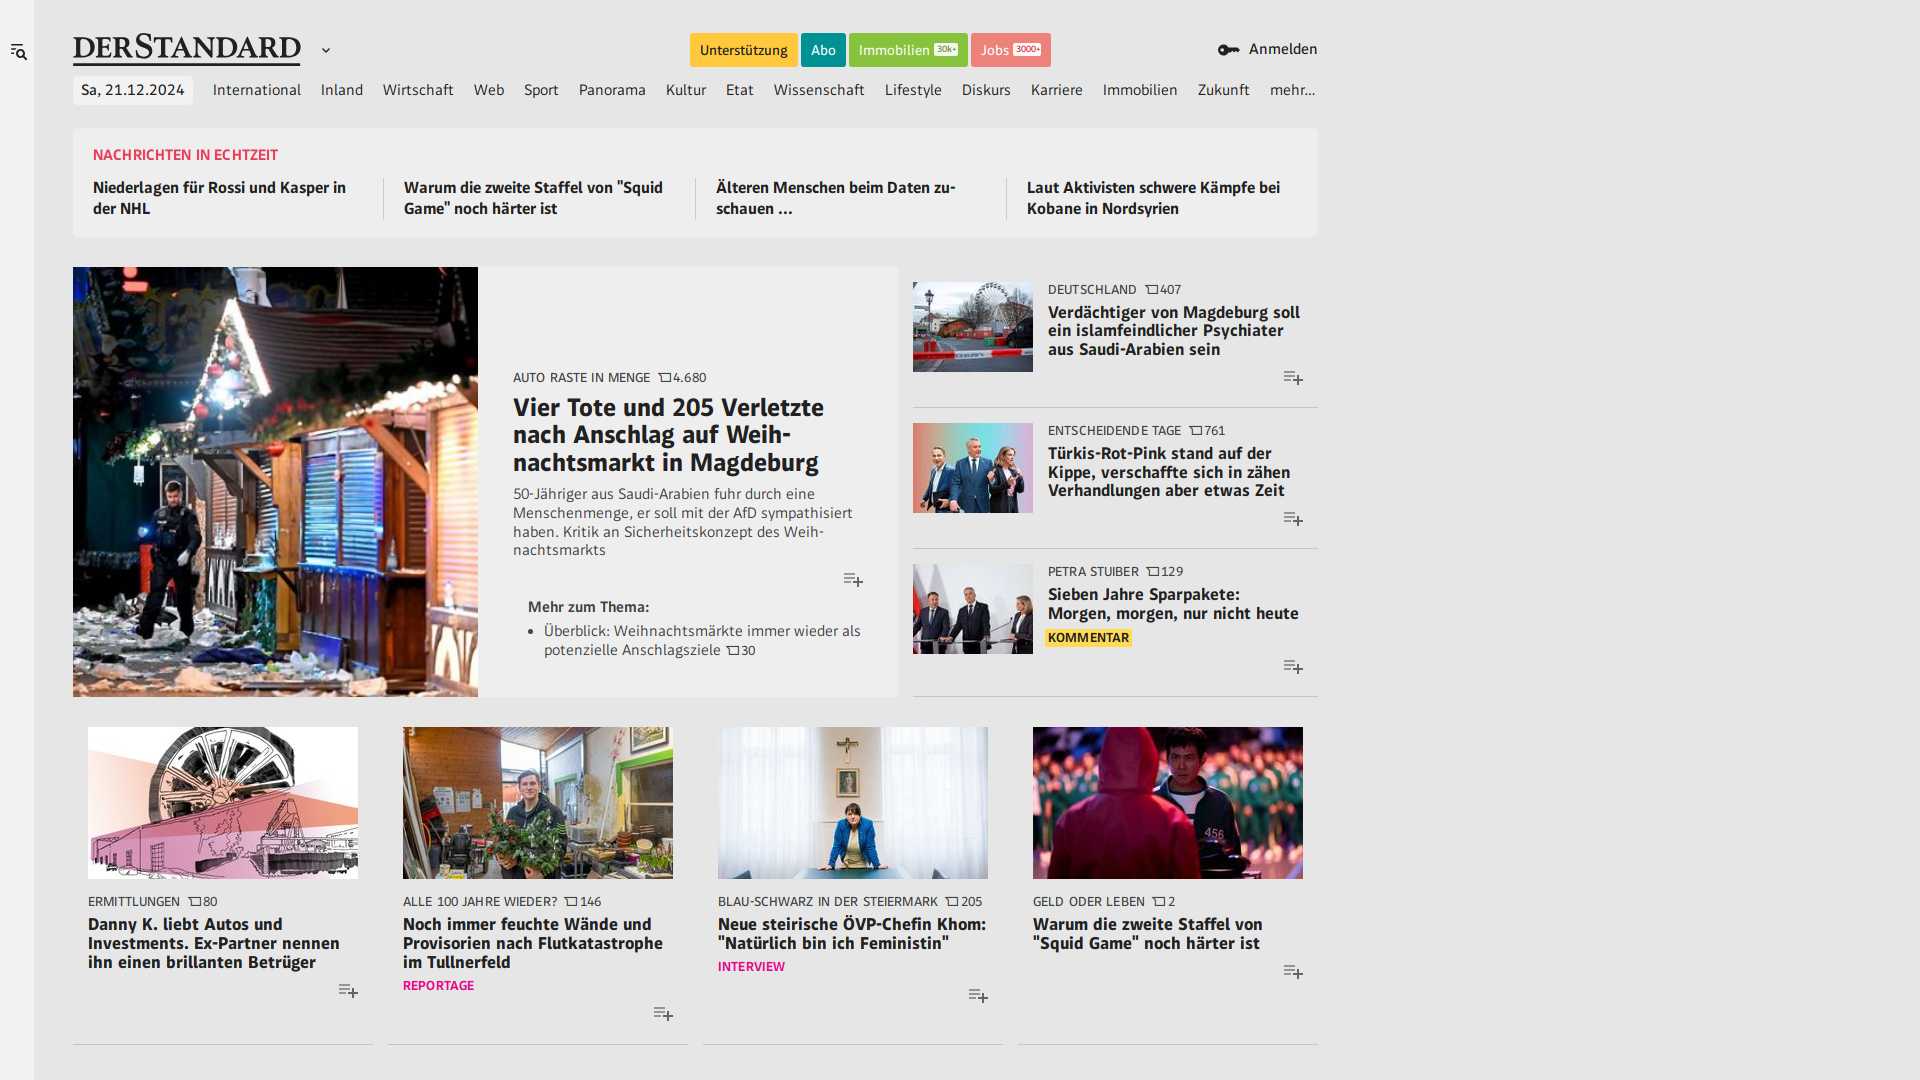 DERSTANDARD
Unterstützung
Abo
Immobilien 30k+
Jobs 3000+
Anmelden
Sa, 21.12.2024
International
Inland
Wirtschaft
Web
Sport
Panorama
Kultur
Etat
Wissenschaft
Lifestyle
Diskurs
Karriere
Immobilien
Zukunft
mehr...
NACHRICHTEN IN ECHTZEIT
Niederlagen für Rossi und Kasper in
der NHL
Warum die zweite Staffel von "Squid
Game" noch härter ist
Älteren Menschen beim Daten zu-
schauen ...
Laut Aktivisten schwere Kämpfe bei
Kobane in Nordsyrien
AUTO RASTE IN MENGE 4.680
Vier Tote und 205 Verletzte
nach Anschlag auf Weih-
nachtsmarkt in Magdeburg
50-Jähriger aus Saudi-Arabien fuhr durch eine
Menschenmenge, er soll mit der AfD sympathisiert
haben. Kritik an Sicherheitskonzept des Weih-
nachtsmarkts
Mehr zum Thema:
• Überblick: Weihnachtsmärkte immer wieder als
potenzielle Anschlagsziele 30
DEUTSCHLAND 407
Verdächtiger von Magdeburg soll
ein islamfeindlicher Psychiater
aus Saudi-Arabien sein
ENTSCHEIDENDE TAGE 761
Türkis-Rot-Pink stand auf der
Kippe, verschaffte sich in zähen
Verhandlungen aber etwas Zeit
PETRA STUIBER 129
Sieben Jahre Sparpakete:
Morgen, morgen, nur nicht heute
KOMMENTAR
ERMITTLUNGEN 80
Danny K. liebt Autos und
Investments. Ex-Partner nennen
ihn einen brillanten Betrüger
ALLE 100 JAHRE WIEDER? 146
Noch immer feuchte Wände und
Provisorien nach Flutkatastrophe
im Tullnerfeld
REPORTAGE
BLAU-SCHWARZ IN DER STEIERMARK 205
Neue steirische ÖVP-Chefin Khom:
"Natürlich bin ich Feministin"
INTERVIEW
456
GELD ODER LEBEN 2
Warum die zweite Staffel von
"Squid Game" noch härter ist